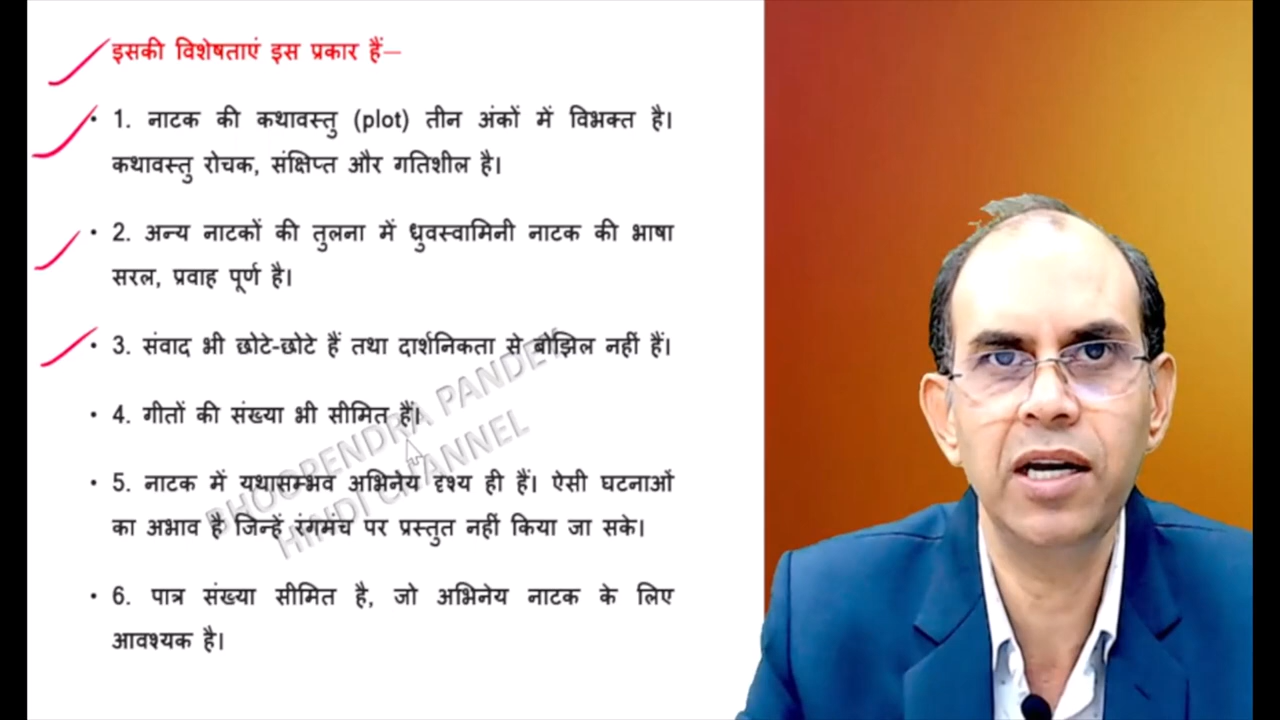 इसकी विशेषताएं इस प्रकार हैं—
• 1. नाटक की कथावस्तु (plot) तीन अंकों में विभक्त है।
कथावस्तु रोचक, संक्षिप्त और गतिशील है।
• 2. अन्य नाटकों की तुलना में ध्रुवस्वामिनी नाटक की भाषा
सरल, प्रवाह पूर्ण है।
• 3. संवाद भी छोटे-छोटे हैं तथा दार्शनिकता से बोझिल नहीं हैं।
• 4. गीतों की संख्या भी सीमित हैं।
• 5. नाटक में यथासम्भव अभिनेय दृश्य ही हैं। ऐसी घटनाओं
का अभाव है जिन्हें रंगमंच पर प्रस्तुत नहीं किया जा सके।
• 6. पात्र संख्या सीमित है, जो अभिनेय नाटक के लिए
आवश्यक है।
BHOOPENDRA PANDEY
HINDI CHANNEL